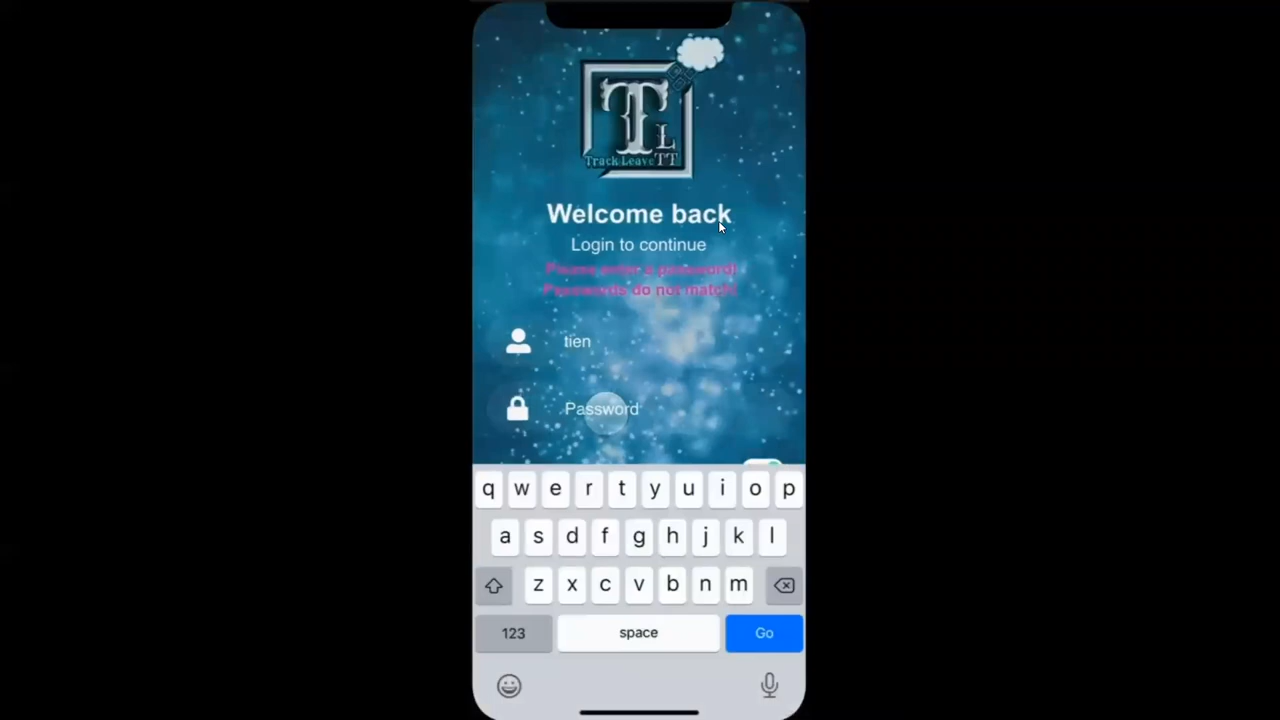 T
L
Track Leave TT
Welcome back
Login to continue
Please enter a password!
Passwords do not match!
tien
Password
q w e r t y u i o p
a s d f g h j k l
z x c v b n m
123 space Go